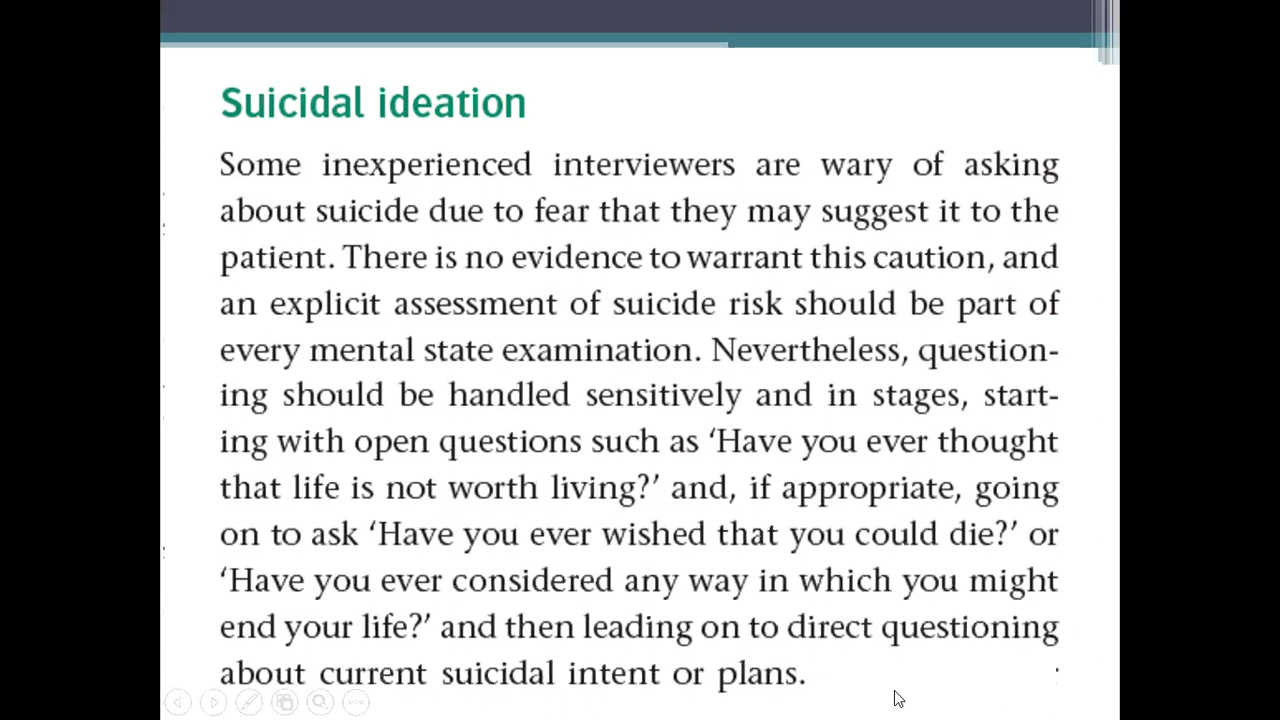 Suicidal ideation
Some inexperienced interviewers are wary of asking
about suicide due to fear that they may suggest it to the
patient. There is no evidence to warrant this caution, and
an explicit assessment of suicide risk should be part of
every mental state examination. Nevertheless, question-
ing should be handled sensitively and in stages, start-
ing with open questions such as ‘Have you ever thought
that life is not worth living?’ and, if appropriate, going
on to ask ‘Have you ever wished that you could die?’ or
‘Have you ever considered any way in which you might
end your life?’ and then leading on to direct questioning
about current suicidal intent or plans.